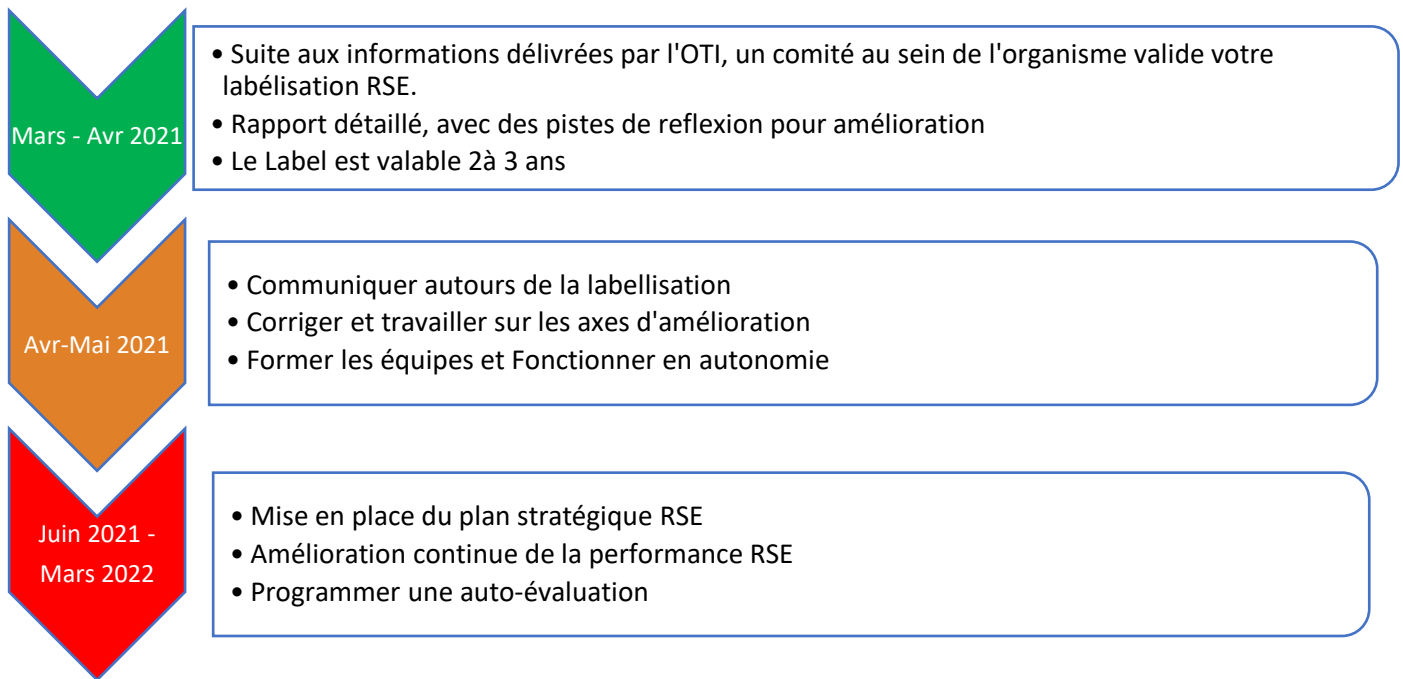 Mars - Avr 2021
• Suite aux informations délivrées par l'OTI, un comité au sein de l'organisme valide votre
labélisation RSE.
• Rapport détaillé, avec des pistes de reflexion pour amélioration
• Le Label est valable 2à 3 ans
Avr-Mai 2021
• Communiquer autours de la labellisation
• Corriger et travailler sur les axes d'amélioration
• Former les équipes et Fonctionner en autonomie
Juin 2021 -
Mars 2022
• Mise en place du plan stratégique RSE
• Amélioration continue de la performance RSE
• Programmer une auto-évaluation